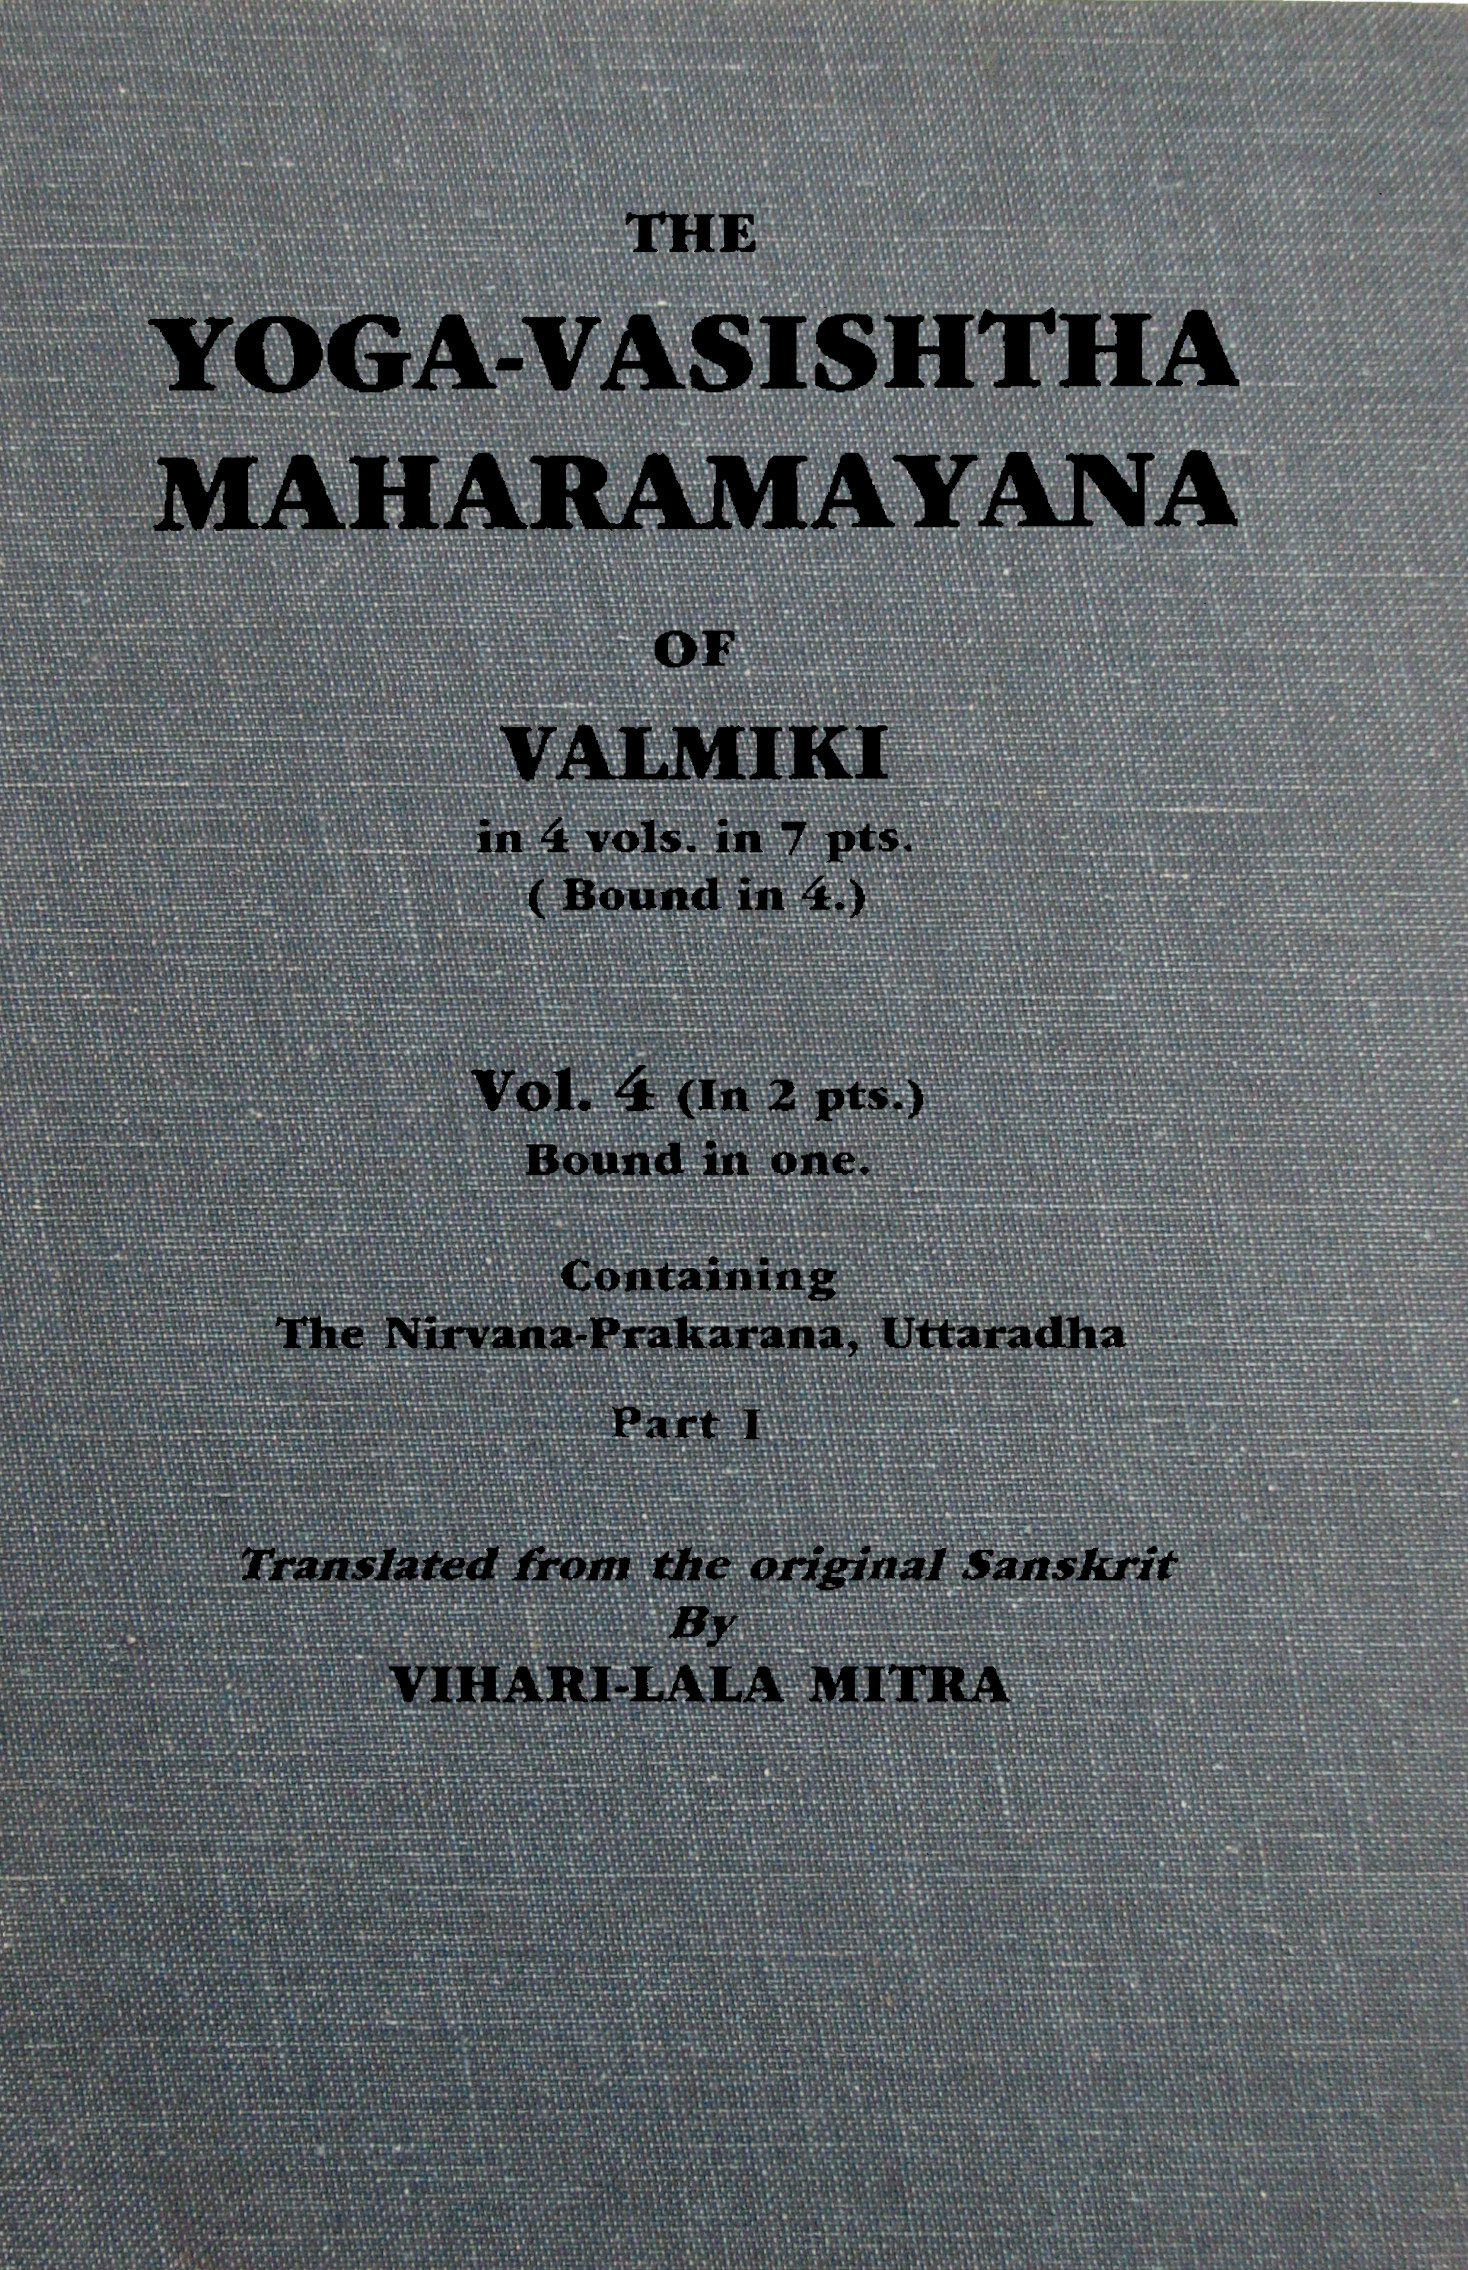 THE
YOGA-VASISHTHA
MAHARAMAYANA
OF
VALMIKI
in 4 vols. in 7 pts.
( Bound in 4.)
Vol. 4 (In 2 pts.)
Bound in one.
Containing
The Nirvana-Prakarana, Uttaradha
Part I
Translated from the original Sanskrit
By
VIHARI-LALA MITRA